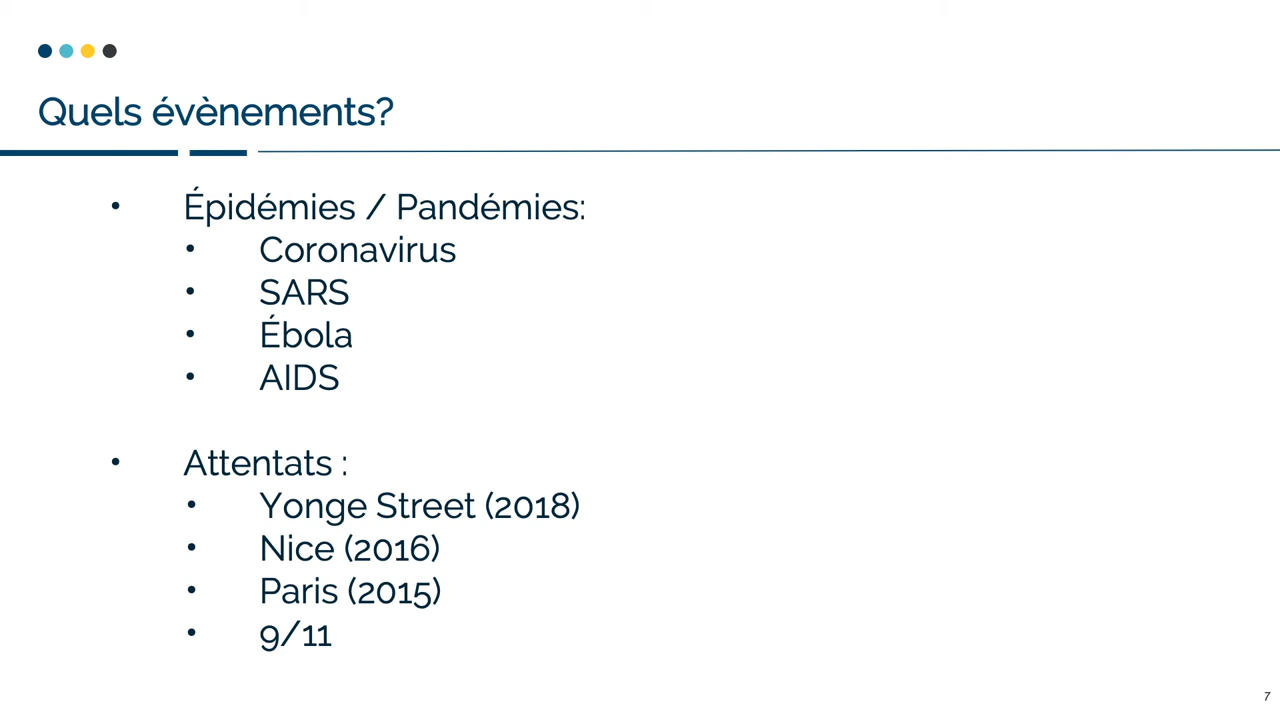 Quels évènements?
• Épidémies / Pandémies:
• Coronavirus
• SARS
• Ébola
• AIDS
• Attentats :
• Yonge Street (2018)
• Nice (2016)
• Paris (2015)
• 9/11
7